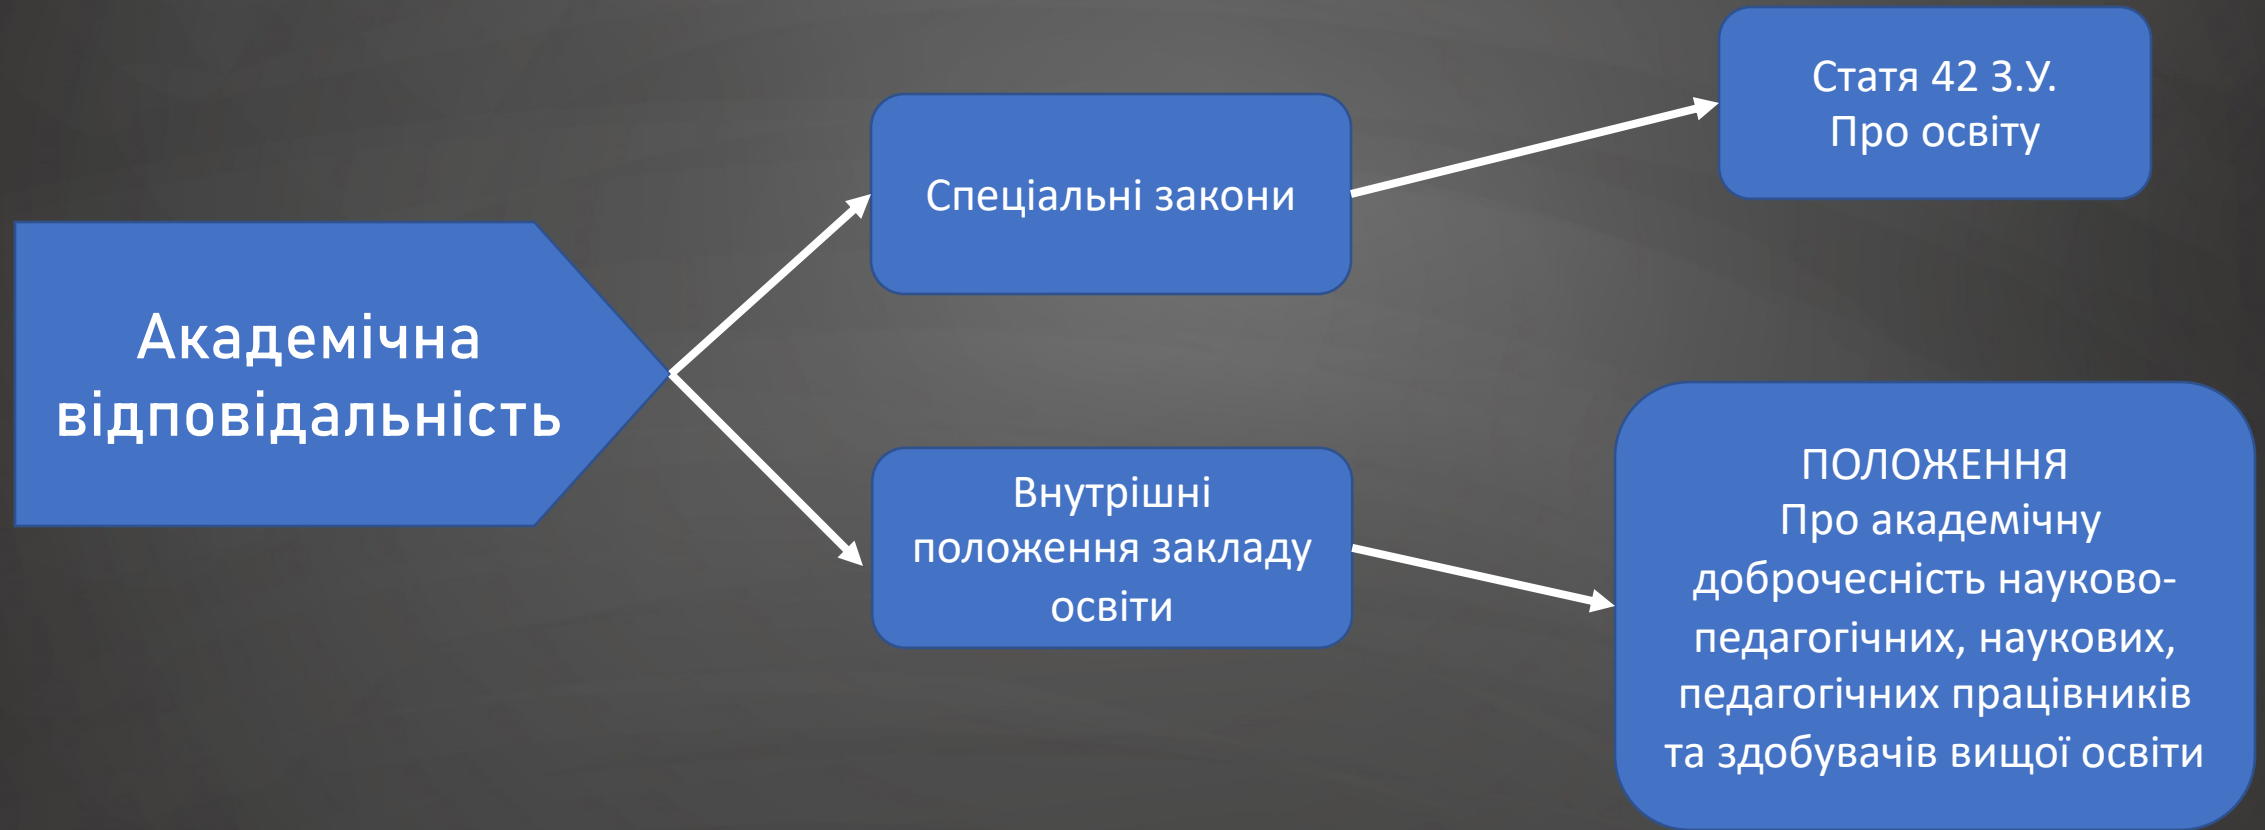 Академічна
відповідальність
Спеціальні закони
Статя 42 З.У.
Про освіту
Внутрішні
положення закладу
освіти
ПОЛОЖЕННЯ
Про академічну
доброчесність науково-
педагогічних, наукових,
педагогічних працівників
та здобувачів вищої освіти